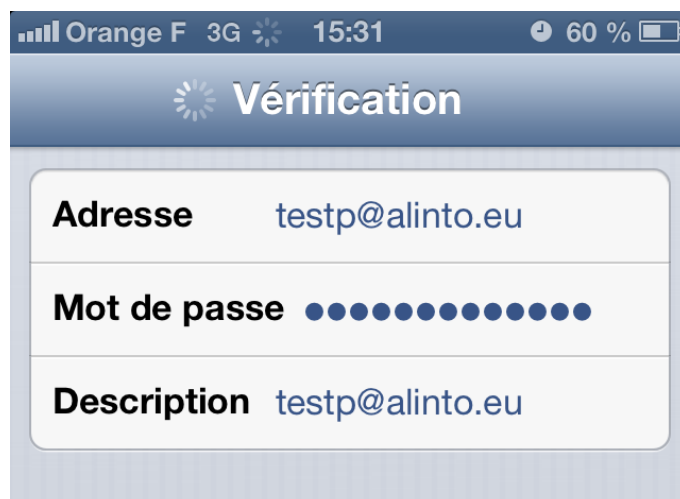 Orange F 3G 15:31 60 %
Vérification
Adresse testp@alinto.eu
Mot de passe ●●●●●●●●●●●●●
Description testp@alinto.eu